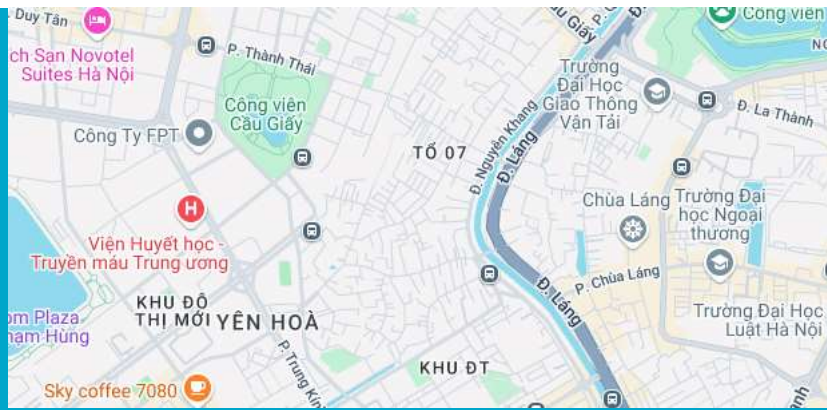 Duy Tân
P. Thành Thái
Cầu Giấy
Công viên
ch Sạn Novotel
Suites Hà Nội
Công viên
Cầu Giấy
Công Ty FPT
TỔ 07
Đ. Nguyễn Khang
Đ. Láng
Trường
Đại Học
Giao Thông
Vận Tải
Đ. La Thành
Chùa Láng
Trường Đại
học Ngoại
thương
Viện Huyết học -
Truyền máu Trung ương
P. Chùa Láng
Đ. Láng
om Plaza
ham Hùng
KHU ĐÔ
THỊ MỚI
YÊN HOÀ
Trường Đại Học
Luật Hà Nội
P. Trung Kín
KHU ĐT
Sky coffee 7080